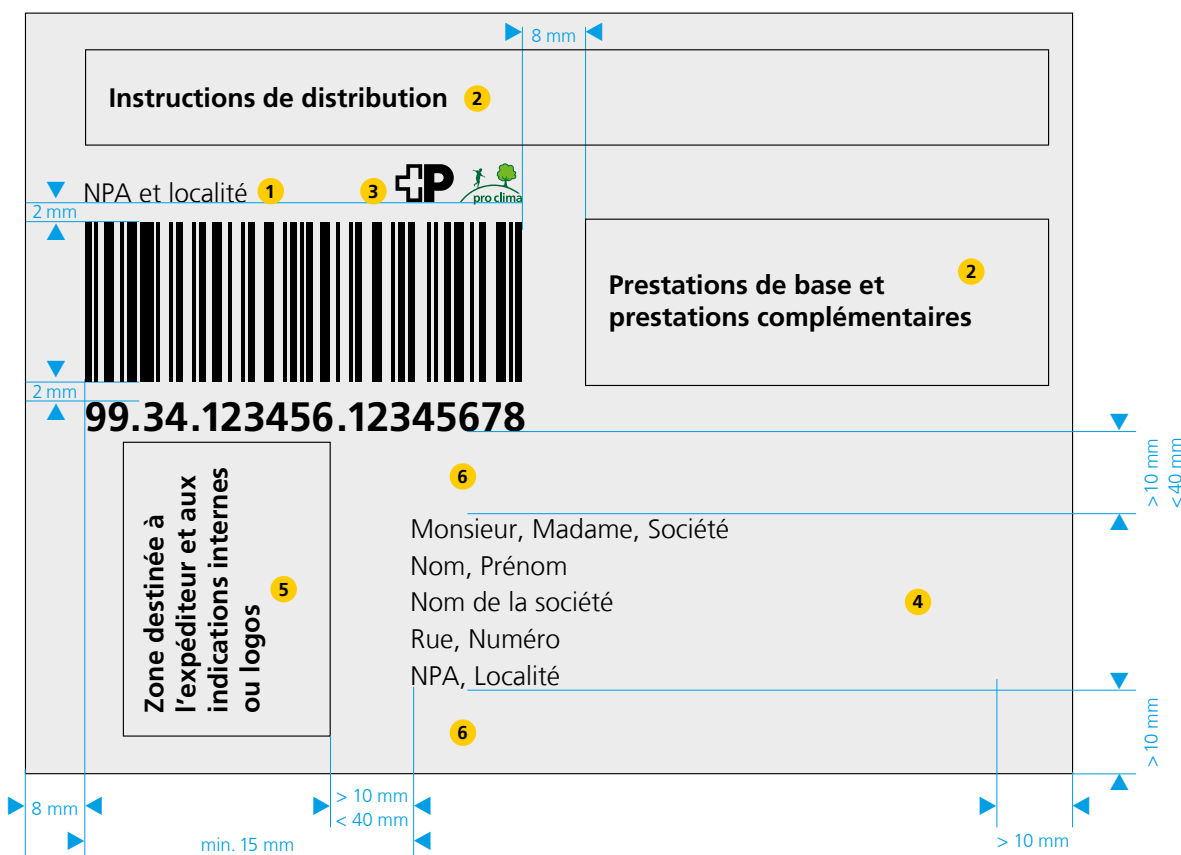 8 mm
Instructions de distribution 2
NPA et localité 1
3 P
pro clima
2 mm
Prestations de base et 2
prestations complémentaires
2 mm
99.34.123456.12345678
> 10 mm
< 40 mm
6
Zone destinée à
l'expéditeur et aux
indications internes
ou logos
5
Monsieur, Madame, Société
Nom, Prénom
Nom de la société
4
Rue, Numéro
NPA, Localité
6
> 10 mm
8 mm
> 10 mm
< 40 mm
min. 15 mm
> 10 mm